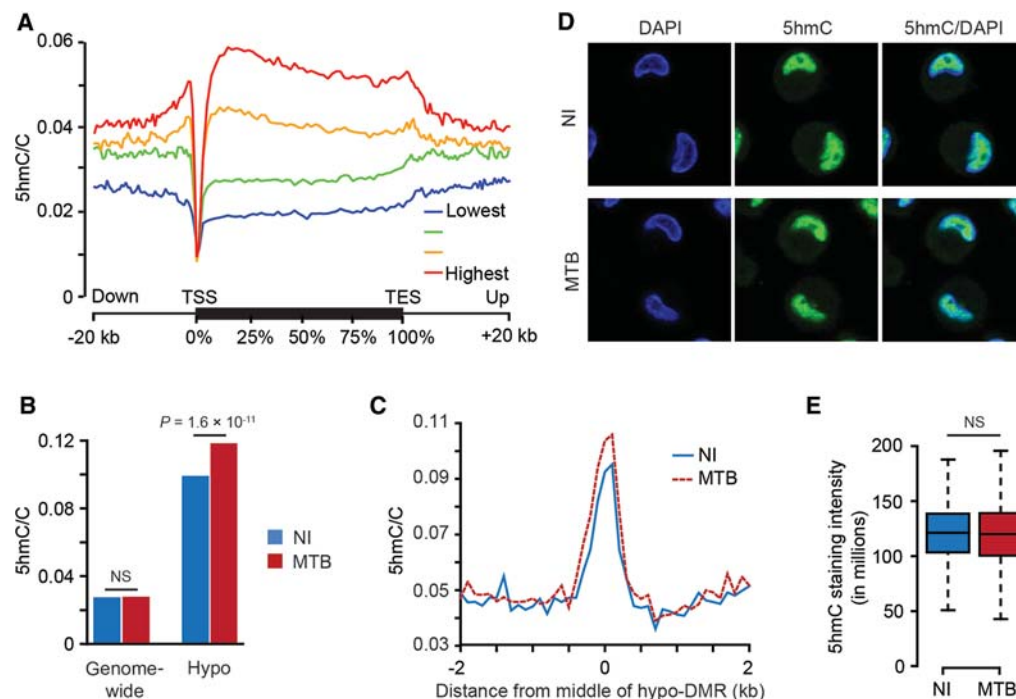 A
0.06
0.04
0.02
0
5hmC/C
Lowest
Highest
Down
TSS
TES
Up
-20 kb
0%
25%
50%
75%
100%
+20 kb
B
P = 1.6 × 10⁻¹¹
0.12
0.08
0.04
0
5hmC/C
NS
NI
MTB
Genome-
wide
Hypo
C
0.11
0.09
0.07
0.05
0.03
5hmC/C
NI
MTB
-2
-1
0
1
2
Distance from middle of hypo-DMR (kb)
D
DAPI
5hmC
5hmC/DAPI
NI
MTB
E
NS
200
150
100
50
0
5hmC staining intensity
(in millions)
NI
MTB